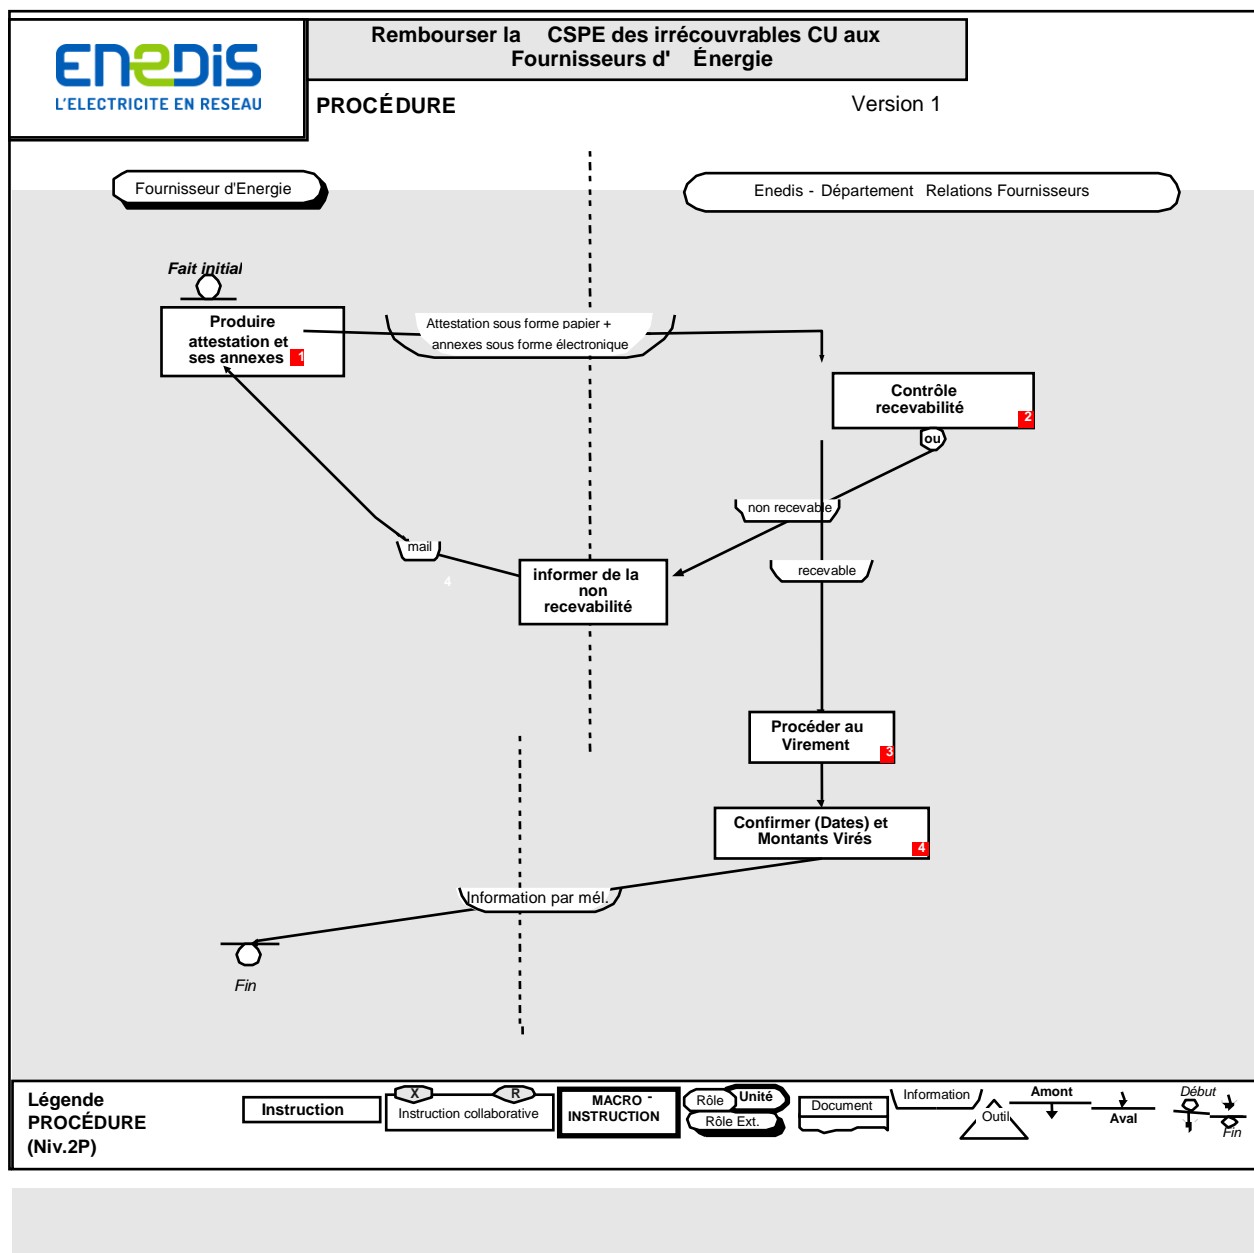 Rembourser la CSPE des irrécouvrables CU aux
Fournisseurs d' Énergie
enedis
L'ELECTRICITE EN RESEAU
PROCÉDURE
Version 1
Fournisseur d'Energie
Enedis - Département Relations Fournisseurs
Fait initial
Produire
attestation et
ses annexes 1
Attestation sous forme papier +
annexes sous forme électronique
Contrôle
recevabilité
2
ou
non recevable
mail
recevable
4
informer de la
non
recevabilité
Procéder au
Virement
3
Confirmer (Dates) et
Montants Virés
4
Information par mél.
Fin
Légende
PROCÉDURE
(Niv.2P)
Instruction
X
R
Instruction collaborative
MACRO -
INSTRUCTION
Rôle
Unité
Rôle Ext.
Document
Information
Outil
Amont
Aval
Début
Fin